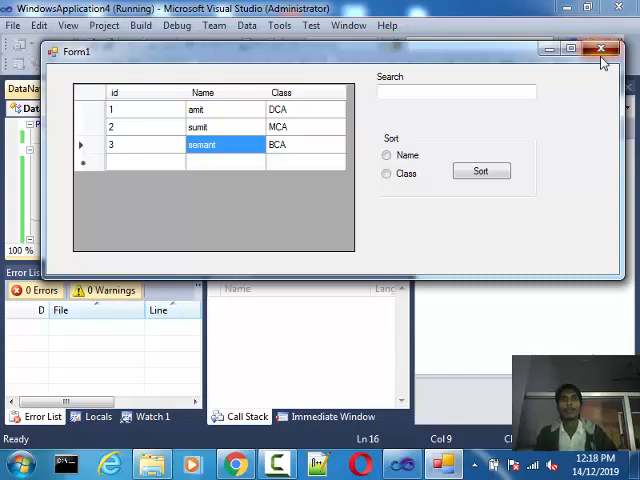 WindowsApplication4 (Running) - Microsoft Visual Studio (Administrator)
File Edit View Project Build Debug Team Data Tools Test Window Help
Form1
DataNa
Data
id Name Class
1 amit DCA
2 sumit MCA
3 semant BCA
Search
Sort
Name
Class
Sort
100 %
Error List
0 Errors 0 Warnings
D File Line
Name Lang
Error List Locals Watch 1 Call Stack Immediate Window
Ready Ln 16 Col 9
12:18 PM
14/12/2019